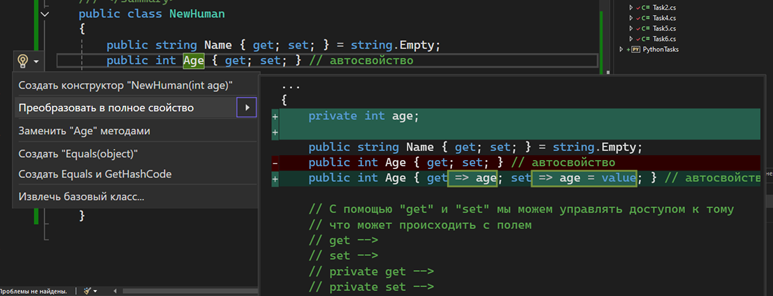 /// </summary>
public class NewHuman
{
public string Name { get; set; } = string.Empty;
public int Age { get; set; } // автосвойство
Создать конструктор "NewHuman(int age)"
Преобразовать в полное свойство
Заменить "Age" методами
Создать "Equals(object)"
Создать Equals и GetHashCode
Извлечь базовый класс...
}
Проблемы не найдены.
...
{
+ private int age;
+
public string Name { get; set; } = string.Empty;
- public int Age { get; set; } // автосвойство
+ public int Age { get => age; set => age = value; } // автосвойств
// С помощью "get" и "set" мы можем управлять доступом к тому
// что может происходить с полем
// get -->
// set -->
// private get -->
// private set -->
C# Task2.cs
C# Task4.cs
C# Task5.cs
C# Task6.cs
PY PythonTasks